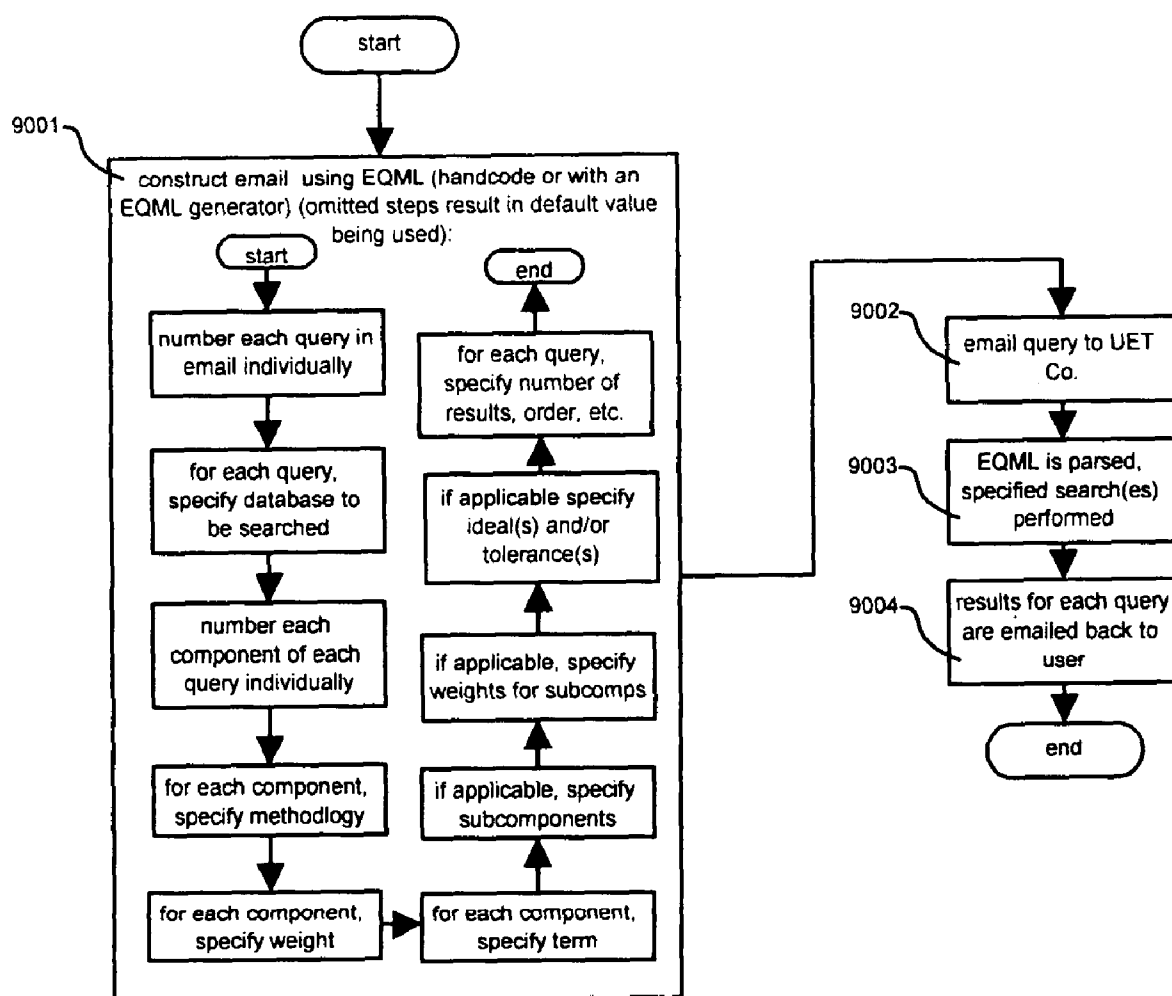 start
9001
construct email using EQML (handcode or with an
EQML generator) (omitted steps result in default value
being used):
start
number each query in
email individually
for each query,
specify database to
be searched
number each
component of each
query individually
for each component,
specify methodlogy
for each component,
specify weight
for each component,
specify term
if applicable, specify
subcomponents
if applicable, specify
weights for subcomps
if applicable specify
ideal(s) and/or
tolerance(s)
for each query,
specify number of
results, order, etc.
end
9002
email query to UET
Co.
9003
EQML is parsed,
specified search(es)
performed
9004
results for each query
are emailed back to
user
end